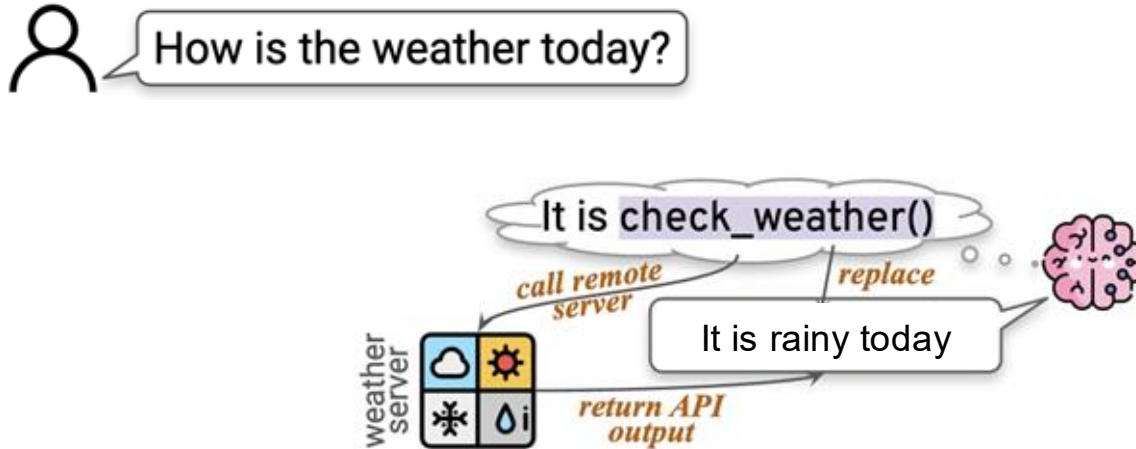 How is the weather today?
It is check_weather()
call remote
server
replace
It is rainy today
weather
server
return API
output